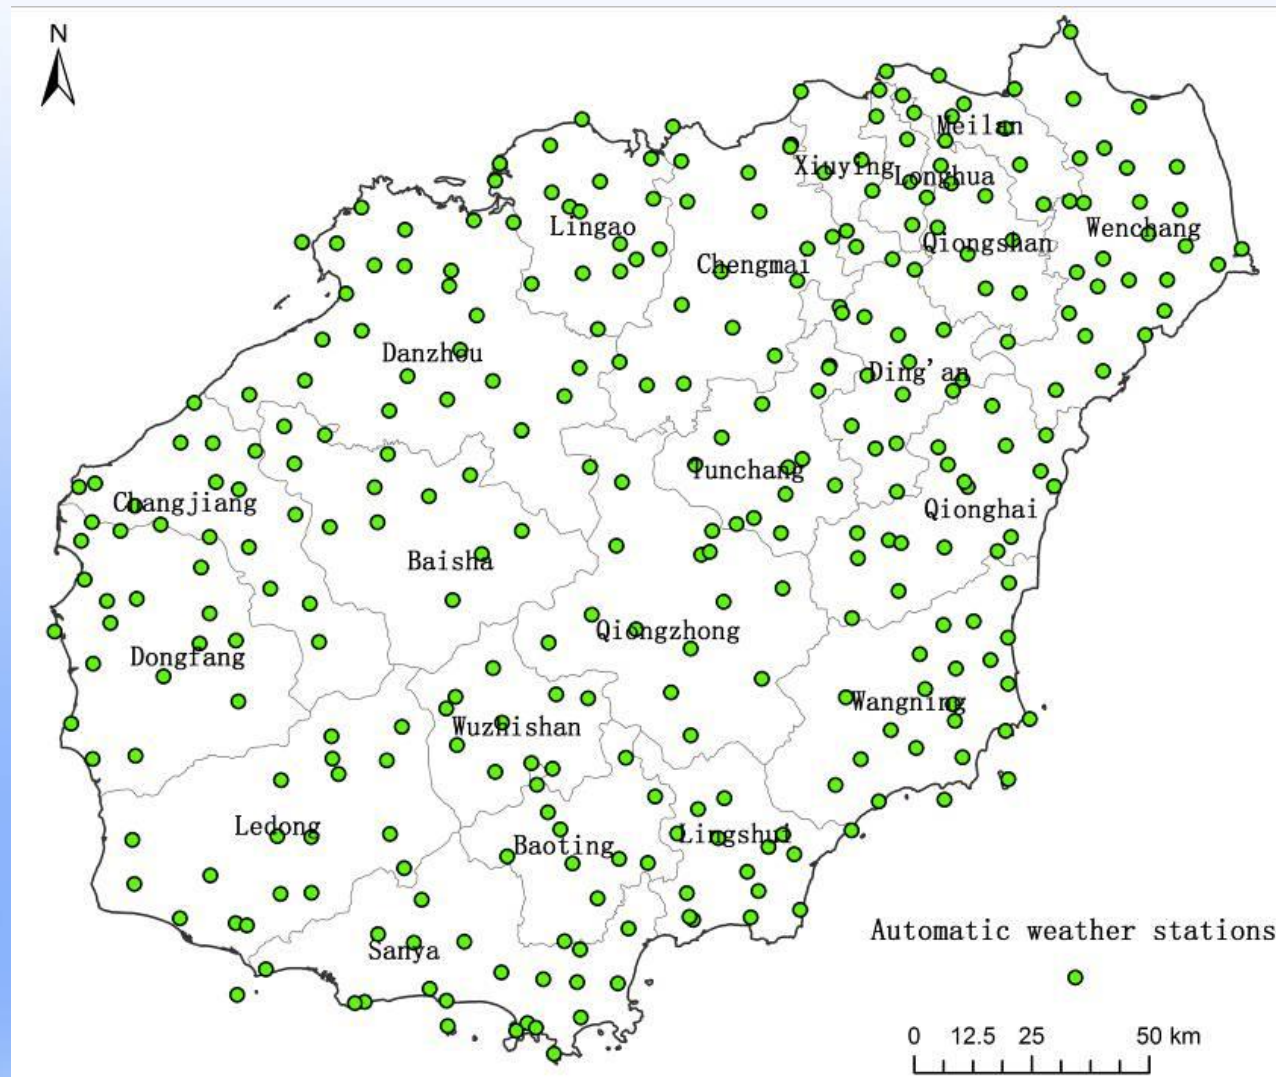 N
Meilan
Xiuying
Longhua
Lingao
Wenchang
Qiongshan
Chengmai
Danzhou
Ding'an
Tunchang
Changjiang
Qionghai
Baisha
Qiongzhong
Dongfang
Wangning
Wuzhishan
Ledong
Lingshui
Baoting
Automatic weather stations
Sanya
0 12.5 25 50 km